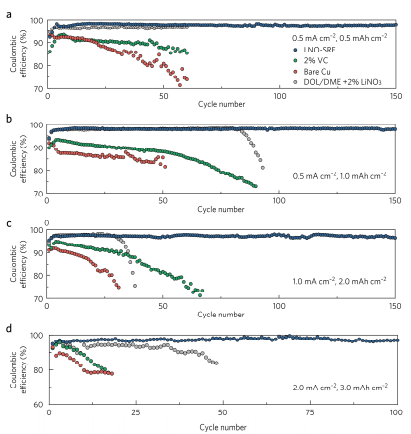 a
100
90
80
70
Coulombic
efficiency (%)
0.5 mA cm⁻², 0.5 mAh cm⁻²
LNO-SRF
2% VC
Bare Cu
DOL/DME +2% LiNO₃
0
50
100
150
Cycle number
b
100
90
80
70
Coulombic
efficiency (%)
0.5 mA cm⁻², 1.0 mAh cm⁻²
0
50
100
150
Cycle number
c
100
90
80
70
Coulombic
efficiency (%)
1.0 mA cm⁻², 2.0 mAh cm⁻²
50
100
150
Cycle number
d
100
80
60
Coulombic
efficiency (%)
2.0 mA cm⁻², 3.0 mAh cm⁻²
0
25
50
75
100
Cycle number